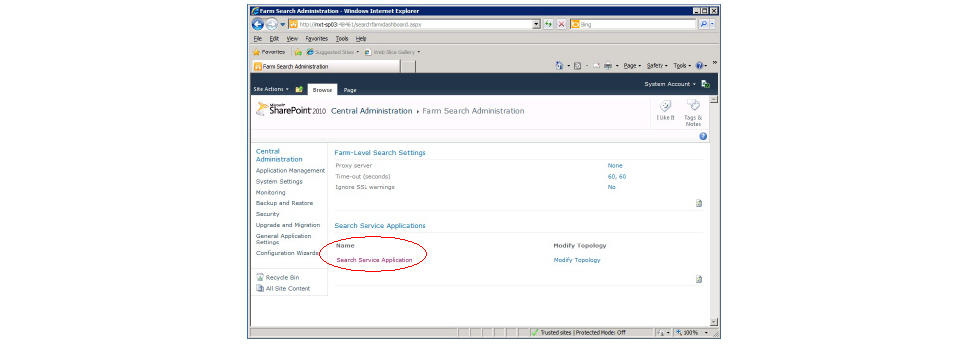 Farm Search Administration - Windows Internet Explorer
http://nxt-sp03:48461/searchfarmdashboard.aspx
Bing
File Edit View Favorites Tools Help
Favorites Suggested Sites Web Slice Gallery
Farm Search Administration
Page Safety Tools
System Account
Site Actions Browse Page
Microsoft
SharePoint 2010 Central Administration Farm Search Administration
I Like It
Tags &
Notes
Central
Administration
Application Management
System Settings
Monitoring
Backup and Restore
Security
Upgrade and Migration
General Application
Settings
Configuration Wizards
Recycle Bin
All Site Content
Farm-Level Search Settings
Proxy server None
Time-out (seconds) 60, 60
Ignore SSL warnings No
Search Service Applications
Name Modify Topology
Search Service Application Modify Topology
Trusted sites | Protected Mode: Off 100%